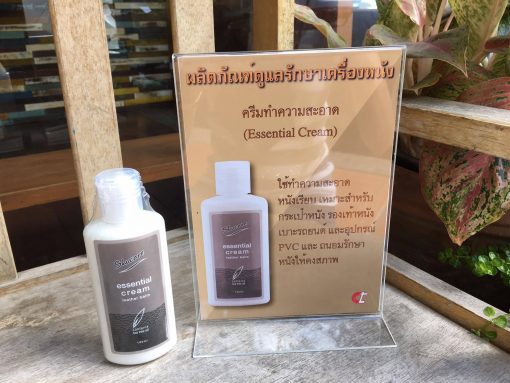 ผลิตภัณฑ์ดูแลรักษาเครื่องหนัง
ครีมทำความสะอาด
(Essential Cream)
ใช้ทำความสะอาด
หนังเรียบ เหมาะสำหรับ
กระเป๋าหนัง รองเท้าหนัง
เบาะรถยนต์ และอุปกรณ์
PVC และ ถนอมรักษา
หนังให้คงสภาพ
essential
cream
leather balm
essential
cream
leather balm